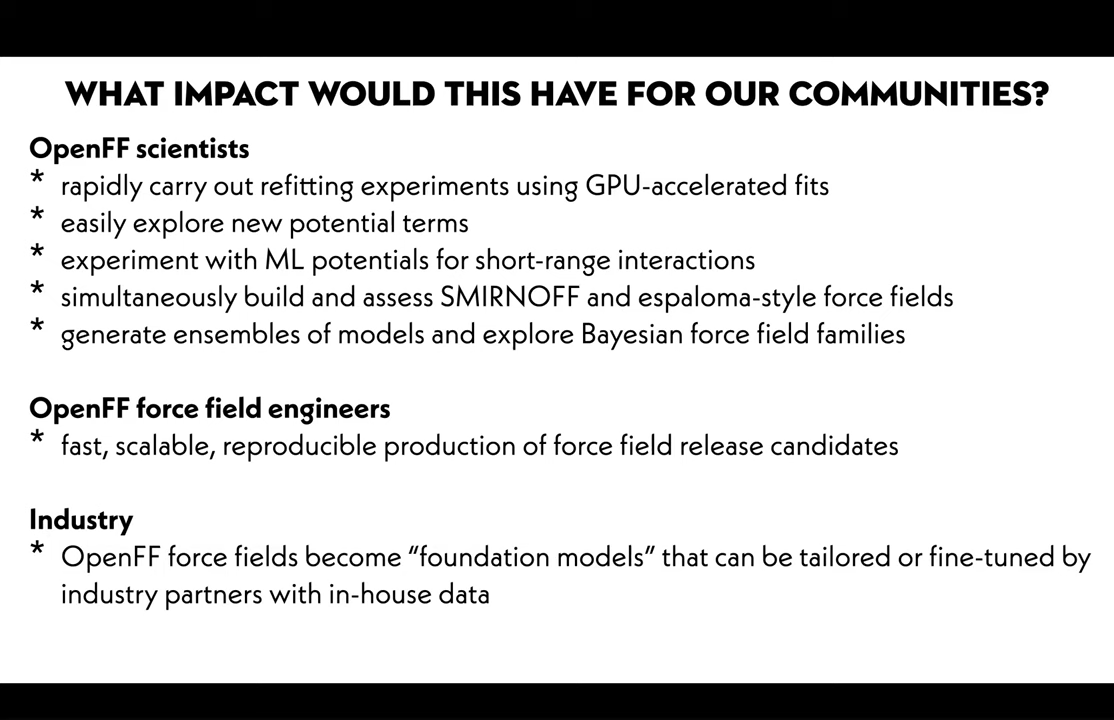 WHAT IMPACT WOULD THIS HAVE FOR OUR COMMUNITIES?
OpenFF scientists
* rapidly carry out refitting experiments using GPU-accelerated fits
* easily explore new potential terms
* experiment with ML potentials for short-range interactions
* simultaneously build and assess SMIRNOFF and espaloma-style force fields
* generate ensembles of models and explore Bayesian force field families
OpenFF force field engineers
* fast, scalable, reproducible production of force field release candidates
Industry
* OpenFF force fields become “foundation models” that can be tailored or fine-tuned by
industry partners with in-house data